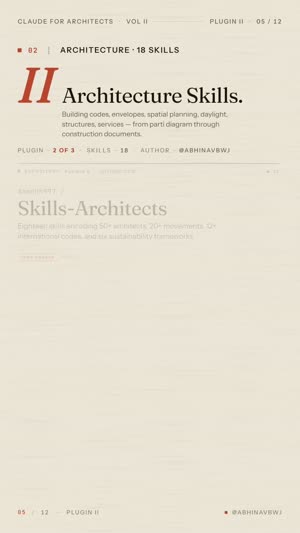 CLAUDE FOR ARCHITECTS · VOL II
PLUGIN II · 05 / 12
02 | ARCHITECTURE · 18 SKILLS
II Architecture Skills.
Building codes, envelopes, spatial planning, daylight,
structures, services — from parti diagram through
construction documents.
PLUGIN · 2 OF 3 · SKILLS · 18 AUTHOR · @ABHINAVBWJ
Skills-Architects
Eighteen skills encoding 50+ architects, 20+ movements, 12+
international codes, and six sustainability frameworks.
05 / 12 — PLUGIN II
@ABHINAVBWJ